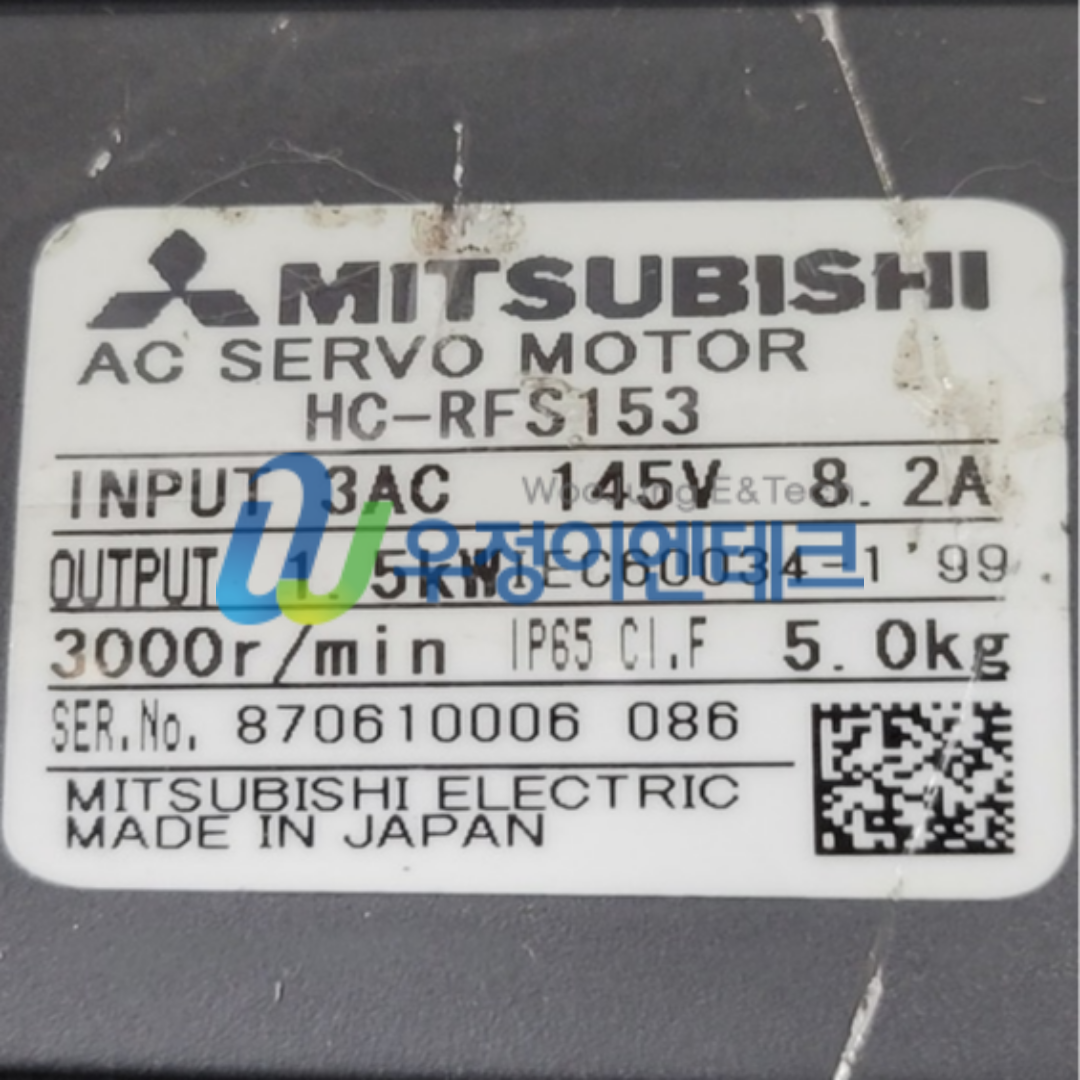 MITSUBISHI
AC SERVO MOTOR
HC-RFS153
INPUT 3AC 145V 8.2A
WooJung E&Tech
우정이엔테크
OUTPUT 1.5kW IEC60034-1 '99
3000r/min IP65 Cl.F 5.0kg
SER.No. 870610006 086
MITSUBISHI ELECTRIC
MADE IN JAPAN